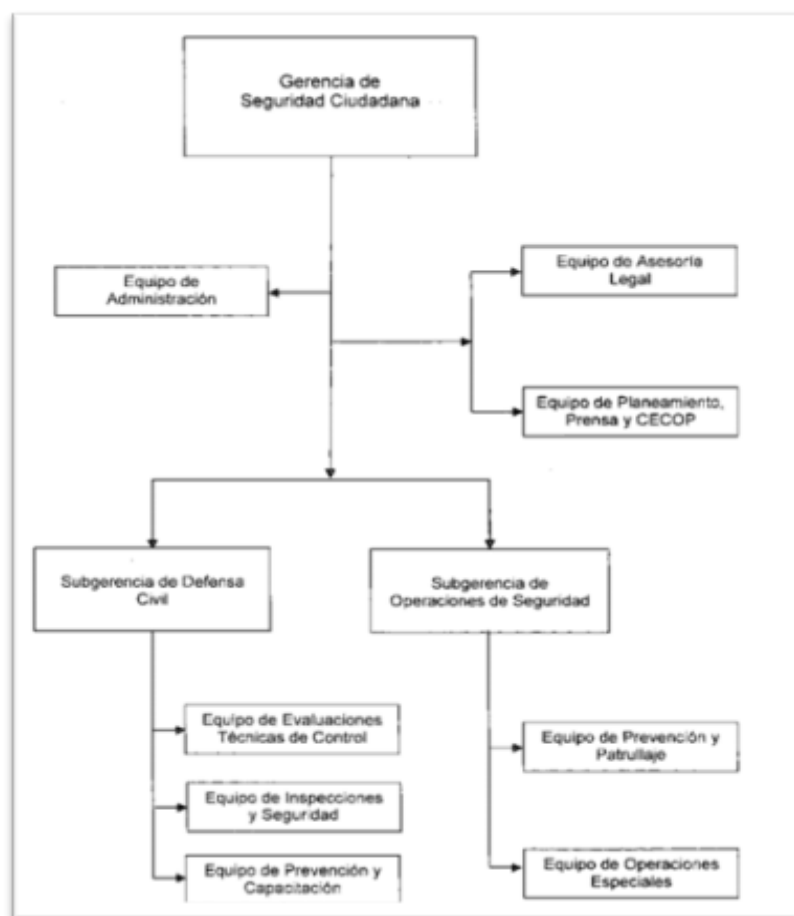 Gerencia de
Seguridad Ciudadana
Equipo de
Administración
Equipo de Asesoría
Legal
Equipo de Planeamiento,
Prensa y CECOP
Subgerencia de Defensa
Civil
Subgerencia de
Operaciones de Seguridad
Equipo de Evaluaciones
Técnicas de Control
Equipo de Inspecciones
y Seguridad
Equipo de Prevención y
Capacitación
Equipo de Prevención y
Patrullaje
Equipo de Operaciones
Especiales